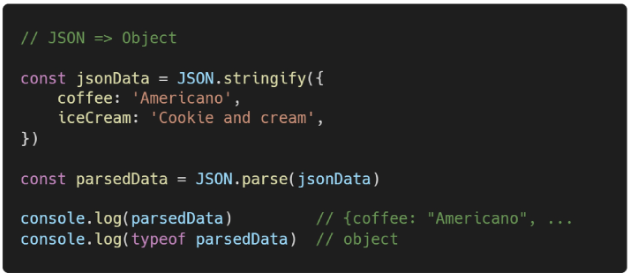 // JSON => Object
const jsonData = JSON.stringify({
    coffee: 'Americano',
    iceCream: 'Cookie and cream',
})
const parsedData = JSON.parse(jsonData)
console.log(parsedData)         // {coffee: "Americano", ...
console.log(typeof parsedData)  // object